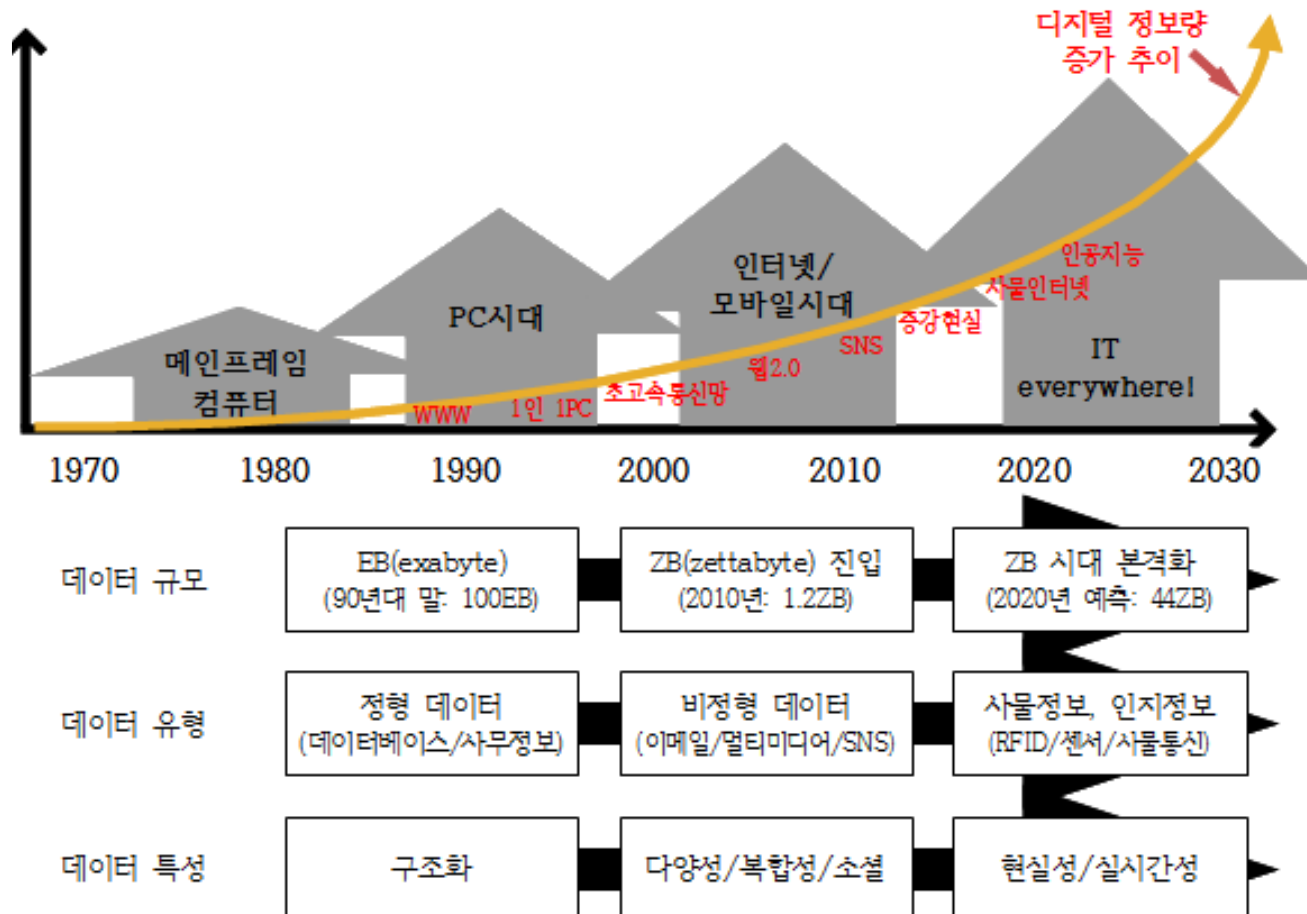 디지털 정보량
증가 추이
인공지능
사물인터넷
인터넷/
모바일시대
PC시대
증강현실
SNS
IT
everywhere!
메인프레임
컴퓨터
웹2.0
초고속통신망
1인 1PC
WWW
1970 1980 1990 2000 2010 2020 2030
데이터 규모
EB(exabyte)
(90년대 말: 100EB)
ZB(zettabyte) 진입
(2010년: 1.2ZB)
ZB 시대 본격화
(2020년 예측: 44ZB)
데이터 유형
정형 데이터
(데이터베이스/사무정보)
비정형 데이터
(이메일/멀티미디어/SNS)
사물정보, 인지정보
(RFID/센서/사물통신)
데이터 특성
구조화
다양성/복합성/소셜
현실성/실시간성